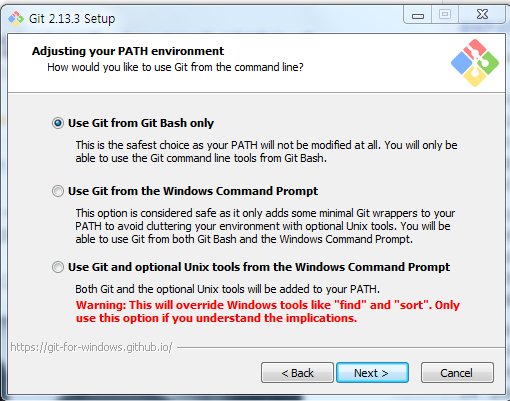 Git 2.13.3 Setup
Adjusting your PATH environment
How would you like to use Git from the command line?
Use Git from Git Bash only
This is the safest choice as your PATH will not be modified at all. You will only be
able to use the Git command line tools from Git Bash.
Use Git from the Windows Command Prompt
This option is considered safe as it only adds some minimal Git wrappers to your
PATH to avoid cluttering your environment with optional Unix tools. You will be
able to use Git from both Git Bash and the Windows Command Prompt.
Use Git and optional Unix tools from the Windows Command Prompt
Both Git and the optional Unix tools will be added to your PATH.
Warning: This will override Windows tools like "find" and "sort". Only
use this option if you understand the implications.
https://git-for-windows.github.io/
< Back Next > Cancel